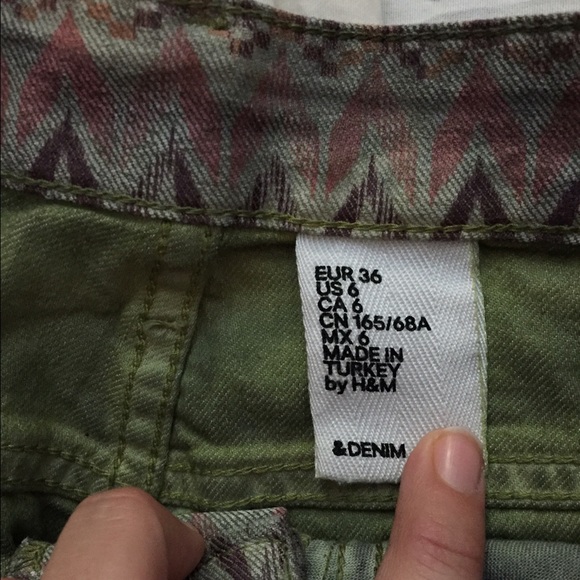 EUR 36
US 6
CA 6
CN 165/68A
MX 6
MADE IN
TURKEY
by H&M
&DENIM